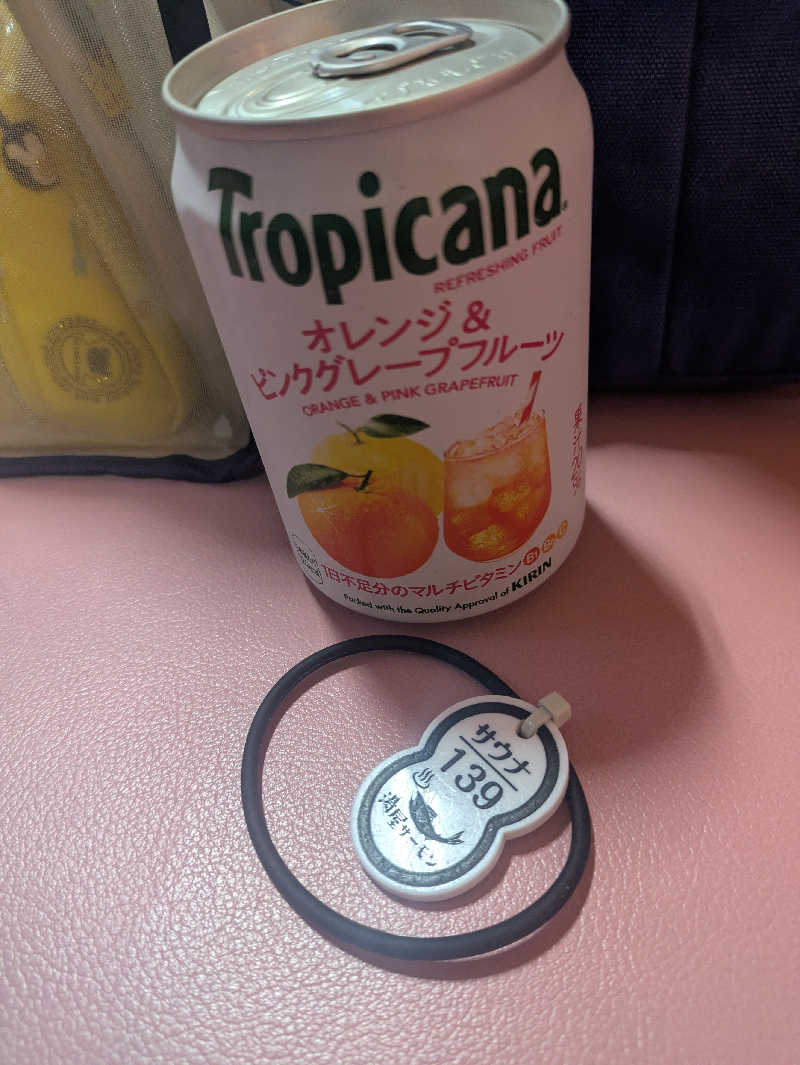 Tropicana
REFRESHING FRUIT
オレンジ&
ピンクグレープフルーツ
ORANGE & PINK GRAPEFRUIT
1日不足分のマルチビタミン B1 B6 C
Packed with the Quality Approval of KIRIN
サウナ
139
湯屋サーモン